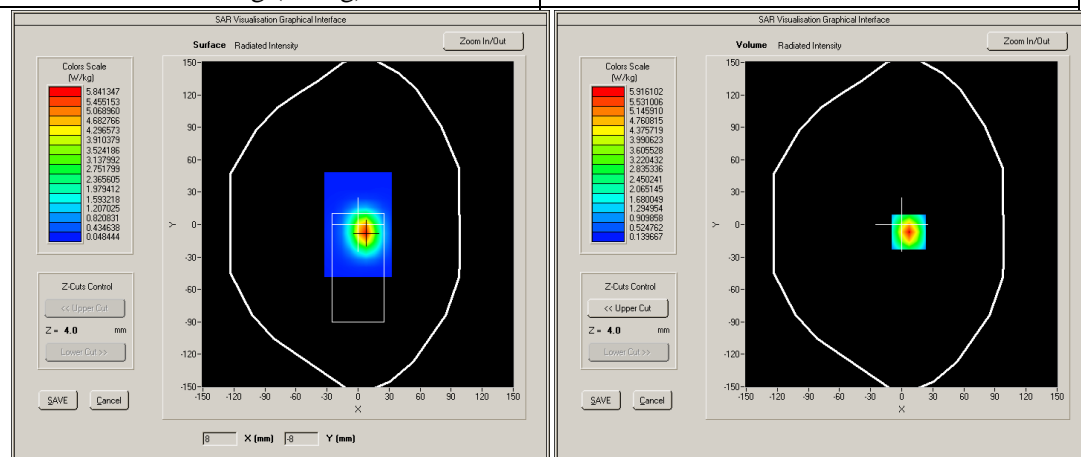 SAR Visualisation Graphical Interface
Surface Radiated Intensity
Zoom In/Out
Colors Scale
(W/kg)
5.841347
5.455153
5.068960
4.682766
4.296573
3.910379
3.524186
3.137992
2.751799
2.365605
1.979412
1.593218
1.207025
0.820831
0.434638
0.048444
Z-Cuts Control
<< Upper Cut
Z = 4.0 mm
Lower Cut >>
SAVE Cancel
150
120
90
60
30
0
-30
-60
-90
-120
-150
Y
-150 -120 -90 -60 -30 0 30 60 90 120 150
X
8 X (mm) -8 Y (mm)
SAR Visualisation Graphical Interface
Volume Radiated Intensity
Zoom In/Out
Colors Scale
(W/kg)
5.916102
5.531006
5.145910
4.760815
4.375719
3.990623
3.605528
3.220432
2.835336
2.450241
2.065145
1.680049
1.294954
0.909858
0.524762
0.139667
Z-Cuts Control
<< Upper Cut
Z = 4.0 mm
Lower Cut >>
SAVE Cancel
150
120
90
60
30
0
-30
-60
-90
-120
-150
Y
-150 -120 -90 -60 -30 0 30 60 90 120 150
X